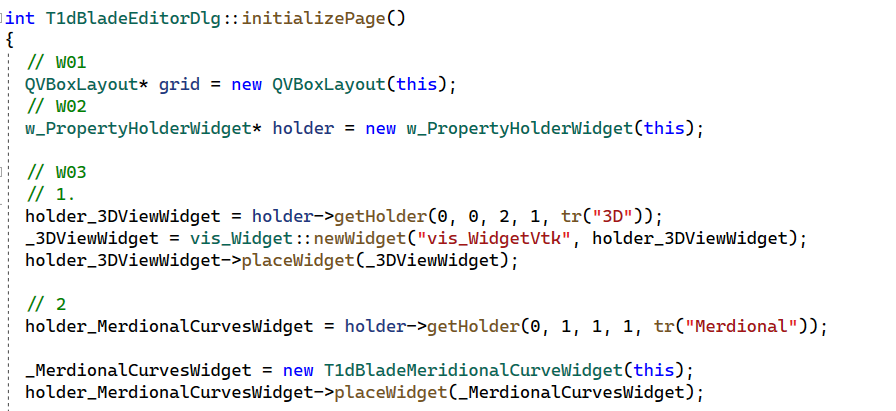 int T1dBladeEditorDlg::initializePage()
{
// W01
QVBoxLayout* grid = new QVBoxLayout(this);
// W02
w_PropertyHolderWidget* holder = new w_PropertyHolderWidget(this);
// W03
// 1.
holder_3DViewWidget = holder->getHolder(0, 0, 2, 1, tr("3D"));
_3DViewWidget = vis_Widget::newWidget("vis_WidgetVtk", holder_3DViewWidget);
holder_3DViewWidget->placeWidget(_3DViewWidget);
// 2
holder_MerdionalCurvesWidget = holder->getHolder(0, 1, 1, 1, tr("Merdional"));
_MerdionalCurvesWidget = new T1dBladeMeridionalCurveWidget(this);
holder_MerdionalCurvesWidget->placeWidget(_MerdionalCurvesWidget);